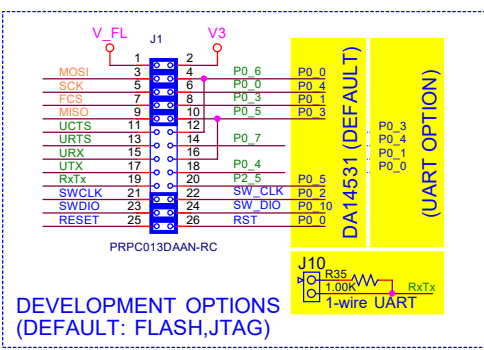 V_FL J1 V3
1 2
MOSI 3 4 P0_6 P0_0
SCK 5 6 P0_0 P0_4
FCS 7 8 P0_3 P0_1
MISO 9 10 P0_5 P0_3
UCTS 11 12 P0_3
URTS 13 14 P0_7 P0_4
URX 15 16 P0_1
UTX 17 18 P0_4 P0_0
RxTx 19 20 P2_5 P0_5
SWCLK 21 22 SW_CLK P0_2
SWDIO 23 24 SW_DIO P0_10
RESET 25 26 RST P0_0
PRPC013DAAN-RC
DA14531 (DEFAULT)
(UART OPTION)
J10
R35
1.00K RxTx
1-wire UART
DEVELOPMENT OPTIONS
(DEFAULT: FLASH,JTAG)